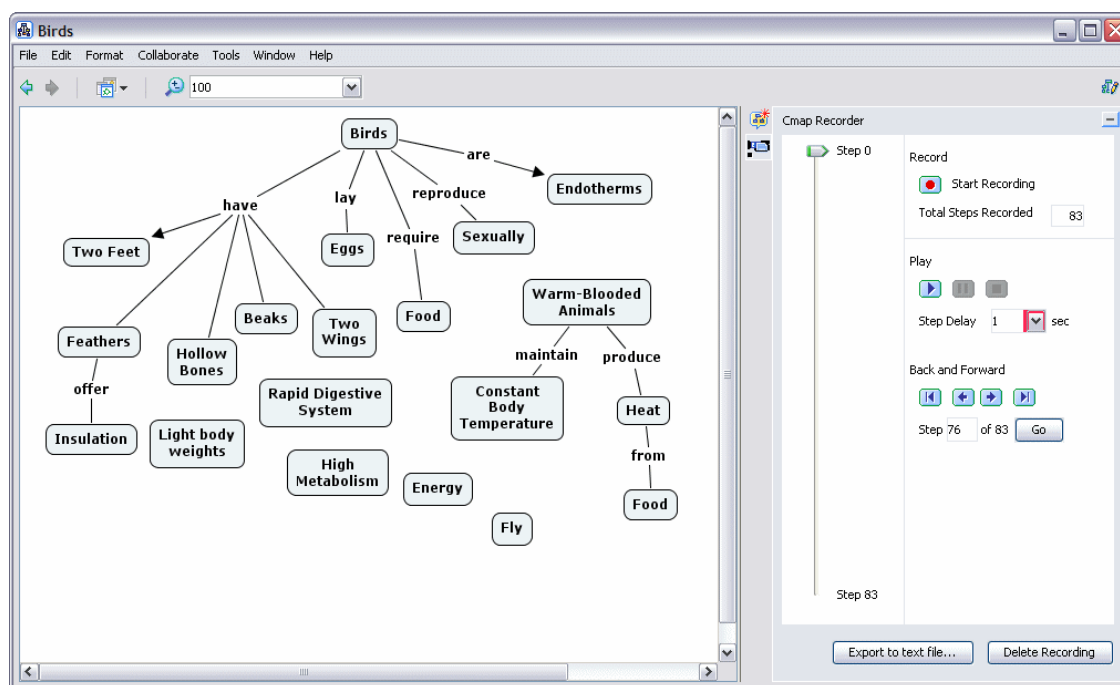 Birds
File Edit Format Collaborate Tools Window Help
100
Birds
are
Endotherms
reproduce
lay
have
require
Sexually
Eggs
Two Feet
Warm-Blooded
Animals
Beaks
Two
Wings
Food
Feathers
Hollow
Bones
maintain
produce
offer
Rapid Digestive
System
Constant
Body
Temperature
Heat
Insulation
Light body
weights
from
High
Metabolism
Energy
Food
Fly
Cmap Recorder
Step 0
Step 83
Record
Start Recording
Total Steps Recorded 83
Play
Step Delay 1 sec
Back and Forward
Step 76 of 83 Go
Export to text file... Delete Recording